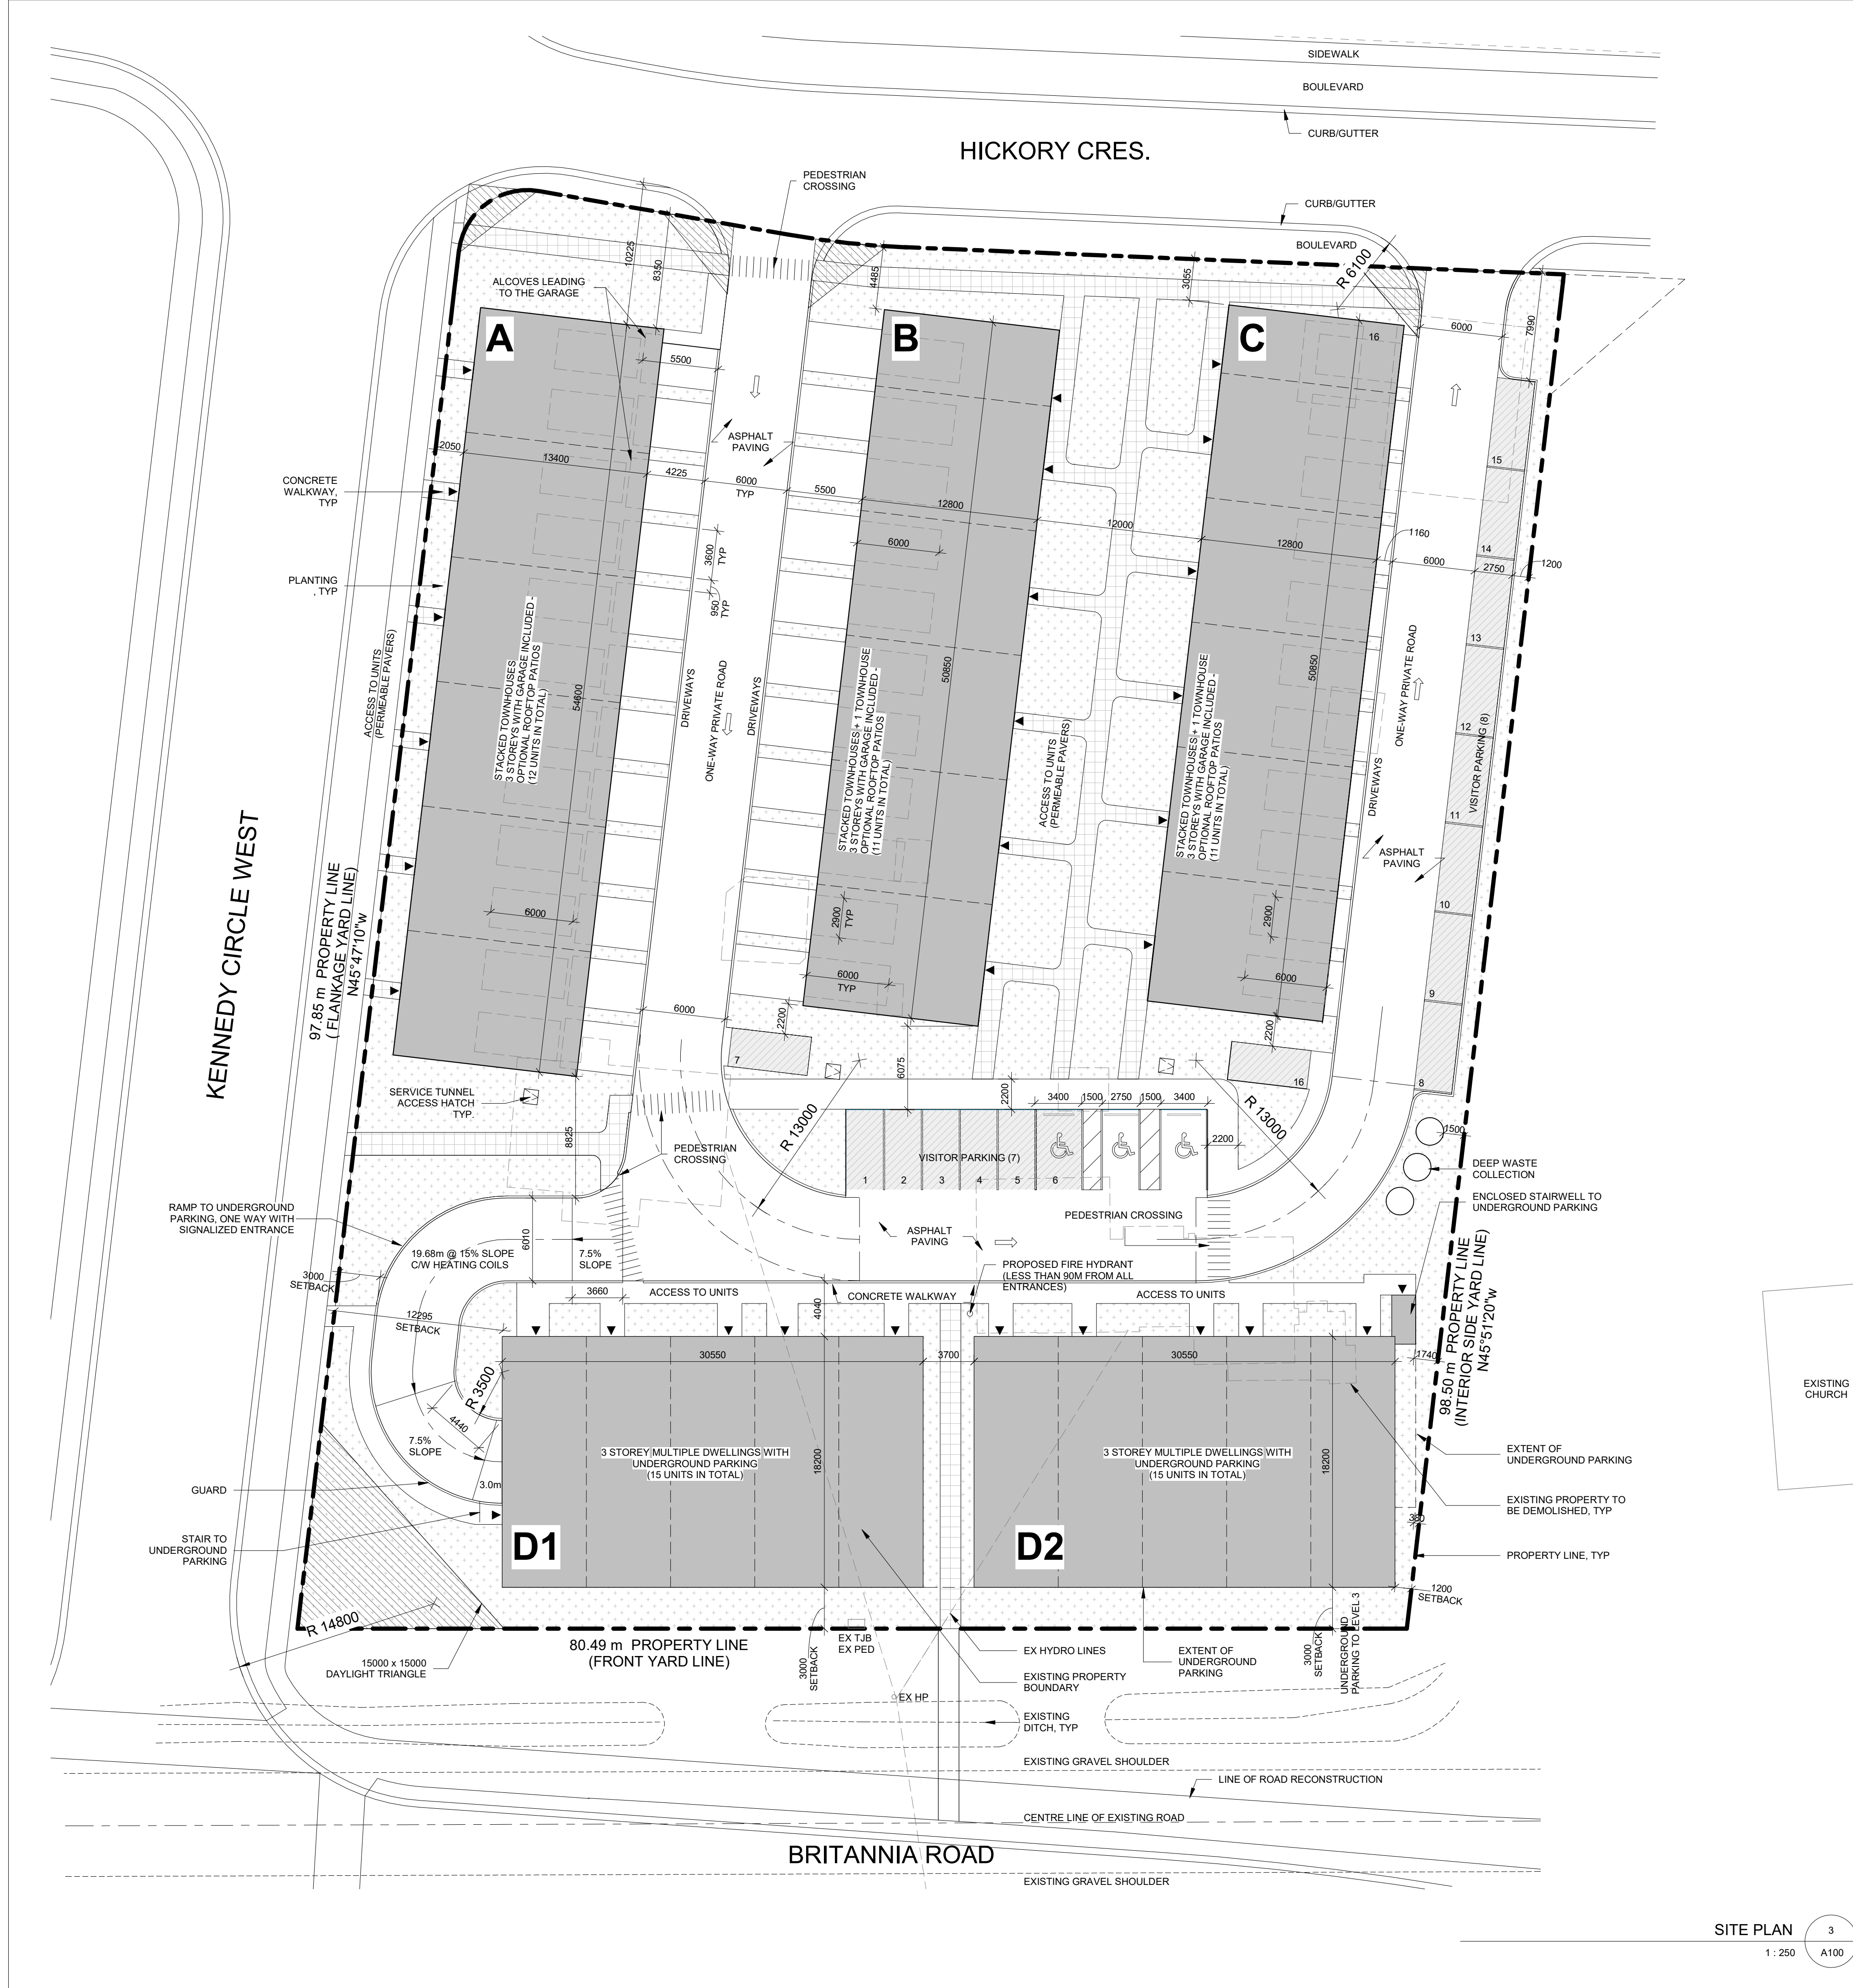 SIDEWALK
BOULEVARD
CURB/GUTTER
HICKORY CRES.
PEDESTRIAN
CROSSING
CURB/GUTTER
BOULEVARD
R 6100
10225
8350
4485
3055
ALCOVES LEADING
TO THE GARAGE
A
B
C
16
6000
7990
5500
ASPHALT
PAVING
2050
13400
4225
6000
TYP
5500
12800
12000
12800
1160
6000
2750
1200
15
14
13
12
11
10
9
8
CONCRETE
WALKWAY,
TYP
6000
3600
TYP
950
TYP
PLANTING
, TYP
ACCESS TO UNITS
(PERMEABLE PAVERS)
STACKED TOWNHOUSES,
3 STOREYS WITH GARAGE INCLUDED -
OPTIONAL ROOFTOP PATIOS
(12 UNITS IN TOTAL)
54600
DRIVEWAYS
ONE-WAY PRIVATE ROAD
DRIVEWAYS
STACKED TOWNHOUSES + 1 TOWNHOUSE
3 STOREYS WITH GARAGE INCLUDED -
OPTIONAL ROOFTOP PATIOS
(11 UNITS IN TOTAL)
50850
ACCESS TO UNITS
(PERMEABLE PAVERS)
STACKED TOWNHOUSES + 1 TOWNHOUSE
3 STOREYS WITH GARAGE INCLUDED -
OPTIONAL ROOFTOP PATIOS
(11 UNITS IN TOTAL)
50850
DRIVEWAYS
ONE-WAY PRIVATE ROAD
VISITOR PARKING (8)
ASPHALT
PAVING
KENNEDY CIRCLE WEST
97.85 m PROPERTY LINE
( FLANKAGE YARD LINE)
N45°47'10"w
6000
2900
TYP
6000
TYP
2900
6000
6000
2200
2200
7
16
6075
SERVICE TUNNEL
ACCESS HATCH
TYP.
8825
R 13000
2200
3400
1500
2750
1500
3400
2200
R 13000
1500
PEDESTRIAN
CROSSING
VISITOR PARKING (7)
1
2
3
4
5
6
DEEP WASTE
COLLECTION
ENCLOSED STAIRWELL TO
UNDERGROUND PARKING
RAMP TO UNDERGROUND
PARKING, ONE WAY WITH
SIGNALIZED ENTRANCE
6010
19.68m @ 15% SLOPE
C/W HEATING COILS
7.5%
SLOPE
ASPHALT
PAVING
PEDESTRIAN CROSSING
PROPOSED FIRE HYDRANT
(LESS THAN 90M FROM ALL
ENTRANCES)
3000
SETBACK
12295
SETBACK
3660
ACCESS TO UNITS
4040
CONCRETE WALKWAY
ACCESS TO UNITS
98.50 m PROPERTY LINE
(INTERIOR SIDE YARD LINE)
N45°51'20"w
30550
3700
30550
1740
EXISTING
CHURCH
R 3500
4440
7.5%
SLOPE
3.0m
3 STOREY MULTIPLE DWELLINGS WITH
UNDERGROUND PARKING
(15 UNITS IN TOTAL)
18200
3 STOREY MULTIPLE DWELLINGS WITH
UNDERGROUND PARKING
(15 UNITS IN TOTAL)
18200
EXTENT OF
UNDERGROUND PARKING
GUARD
EXISTING PROPERTY TO
BE DEMOLISHED, TYP
STAIR TO
UNDERGROUND
PARKING
D1
D2
PROPERTY LINE, TYP
1200
SETBACK
R 14800
15000 x 15000
DAYLIGHT TRIANGLE
80.49 m PROPERTY LINE
(FRONT YARD LINE)
3000
SETBACK
EX TJB
EX PED
EX HYDRO LINES
EXISTING PROPERTY
BOUNDARY
EXTENT OF
UNDERGROUND
PARKING
3000
SETBACK
UNDERGROUND
PARKING TO LEVEL 3
EX HP
EXISTING
DITCH, TYP
EXISTING GRAVEL SHOULDER
LINE OF ROAD RECONSTRUCTION
CENTRE LINE OF EXISTING ROAD
BRITANNIA ROAD
EXISTING GRAVEL SHOULDER
SITE PLAN
3
1 : 250
A100